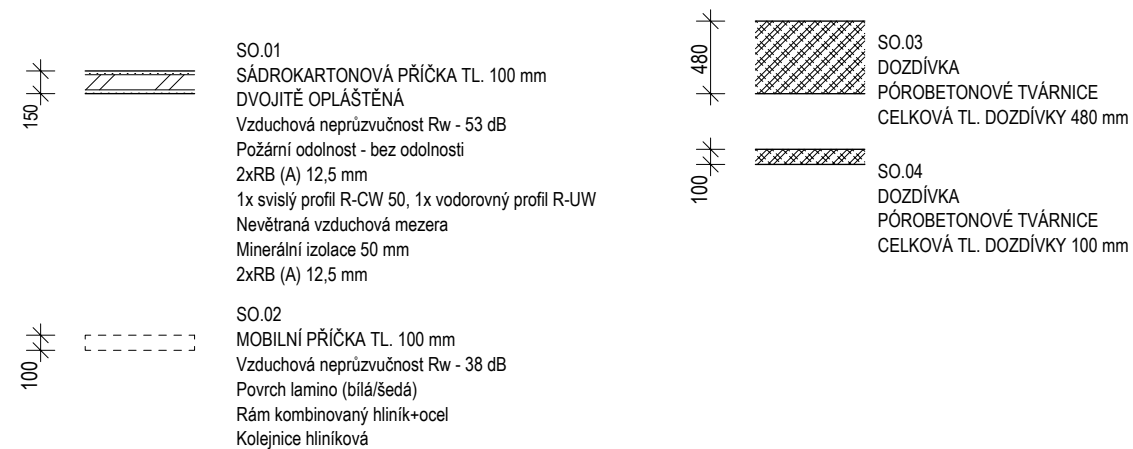 150
SO.01
SÁDROKARTONOVÁ PŘÍČKA TL. 100 mm
DVOJITĚ OPLÁŠTĚNÁ
Vzduchová neprůzvučnost Rw - 53 dB
Požární odolnost - bez odolnosti
2xRB (A) 12,5 mm
1x svislý profil R-CW 50, 1x vodorovný profil R-UW
Nevětraná vzduchová mezera
Minerální izolace 50 mm
2xRB (A) 12,5 mm
100
SO.02
MOBILNÍ PŘÍČKA TL. 100 mm
Vzduchová neprůzvučnost Rw - 38 dB
Povrch lamino (bílá/šedá)
Rám kombinovaný hliník+ocel
Kolejnice hliníková
480
SO.03
DOZDÍVKA
PÓROBETONOVÉ TVÁRNICE
CELKOVÁ TL. DOZDÍVKY 480 mm
100
SO.04
DOZDÍVKA
PÓROBETONOVÉ TVÁRNICE
CELKOVÁ TL. DOZDÍVKY 100 mm